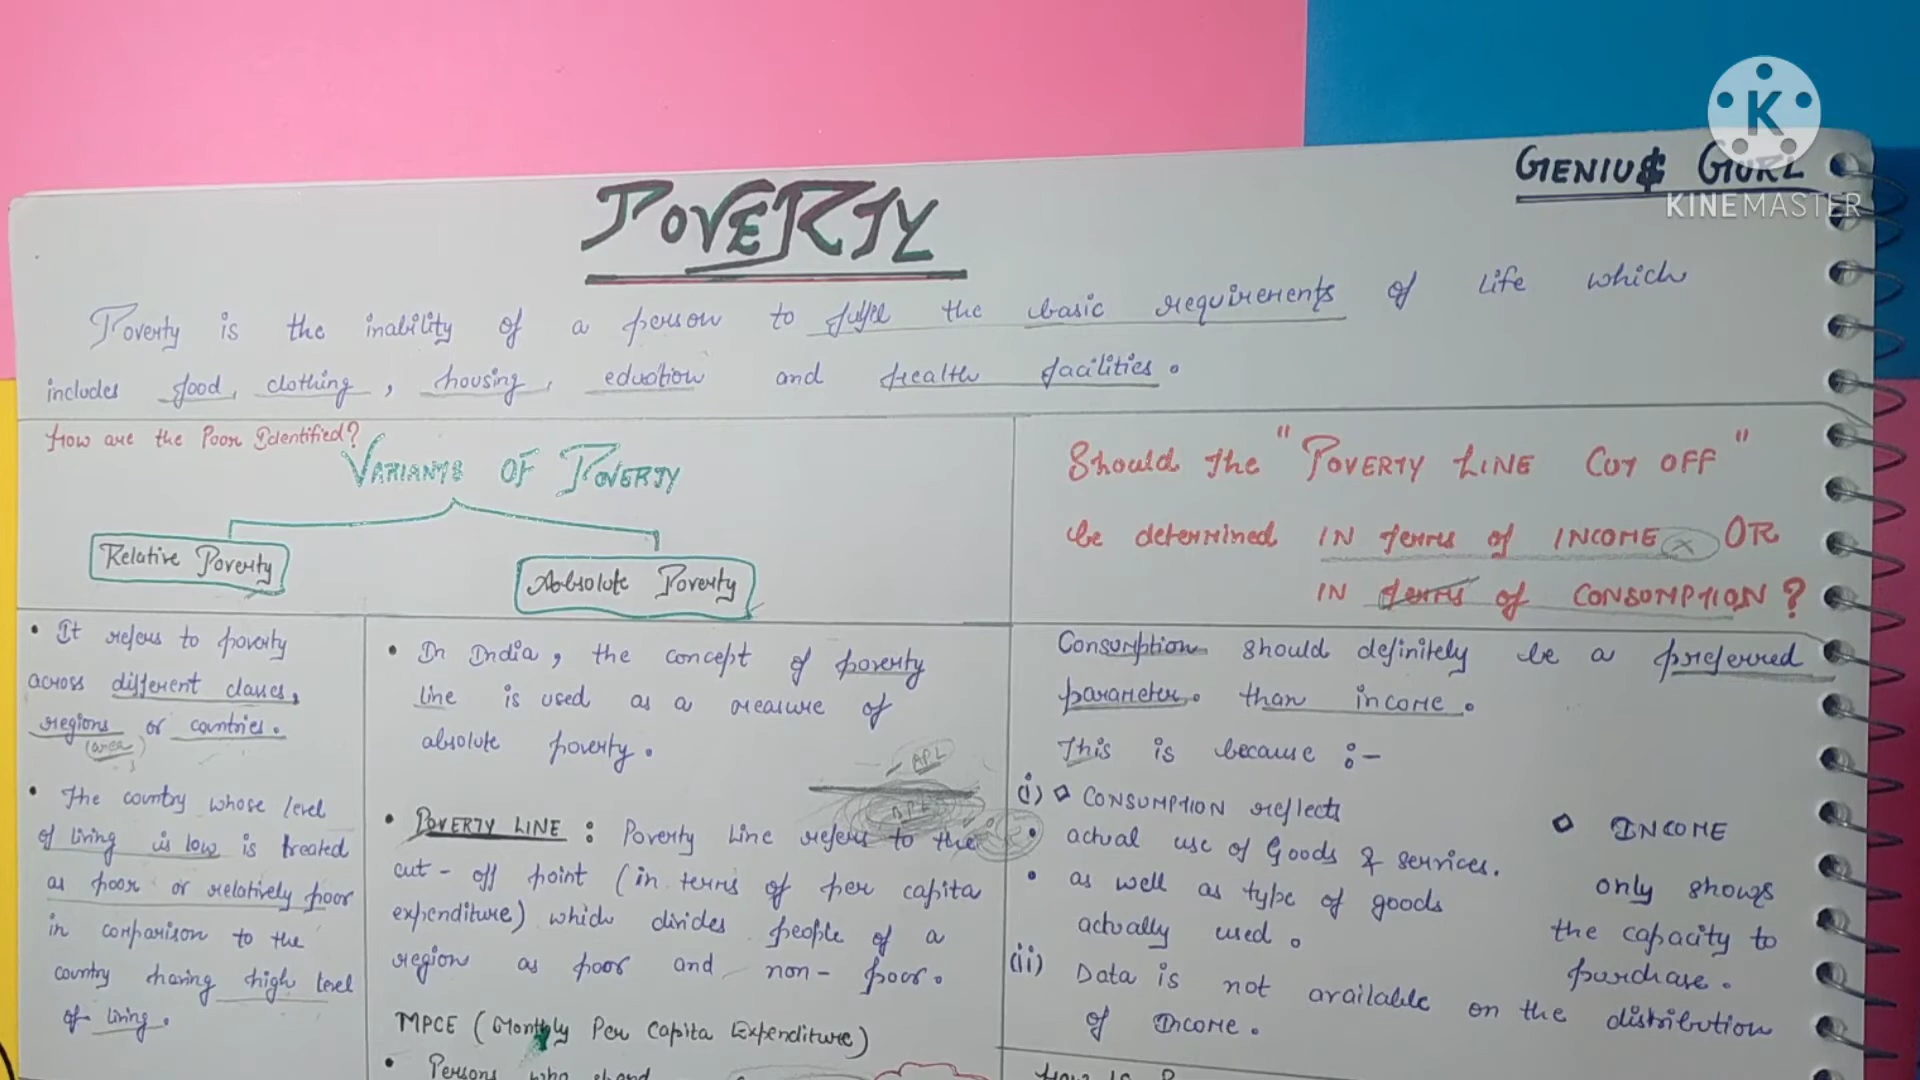 K
KINEMASTER
GENIU$ GIURL
POVERTY
Poverty is the inability of a person to fulfil the basic requirements of life which
includes food, clothing, housing, eduation and health facilities.
How are the Poor Identified?
VARIANTS OF POVERTY
Relative Poverty
Absolute Poverty
• It refers to poverty
across different classes,
regions or countries.
(area)
• The country whose level
of living is low is treated
as poor or relatively poor
in comparison to the
country having high level
of living.
• In India, the concept of poverty
line is used as a measure of
absolute poverty.
APL
BPL
• POVERTY LINE : Poverty Line refers to the
cut-off point (in terms of per capita
expenditure) which divides people of a
region as poor and non-poor.
MPCE (Monthly Per Capita Expenditure)
• Persons who
Should the "POVERTY LINE CUT OFF"
be determined IN terms of INCOME x OR
IN terms of CONSUMPTION ?
Consumption should definitely be a preferred
parameter. than income.
This is because :-
(i) CONSUMPTION reflects
• actual use of Goods & services.
• as well as type of goods
actually used.
INCOME
only shows
the capacity to
purchase.
(ii) Data is not available on the distribution
of Income.